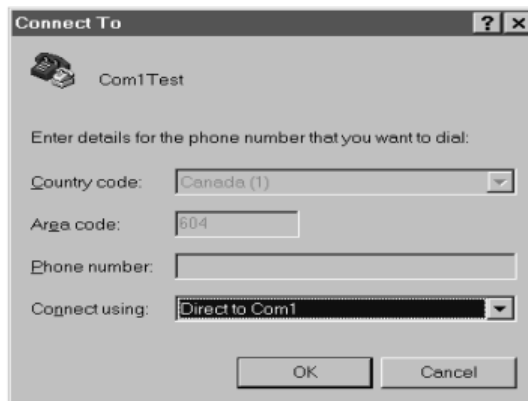 Connect To
Com1Test
Enter details for the phone number that you want to dial:
Country code: Canada (1)
Area code: 604
Phone number:
Connect using: Direct to Com1
OK Cancel